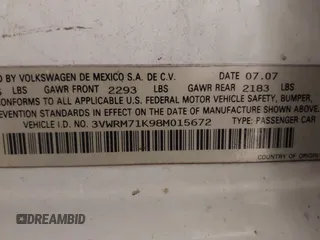 D BY VOLKSWAGEN DE MEXICO S.A. DE C.V. DATE 07.07
LBS GAWR FRONT 2293 LBS GAWR REAR 2183 LBS
CONFORMS TO ALL APPLICABLE U.S. FEDERAL MOTOR VEHICLE SAFETY, BUMPER,
EVENTION STANDARDS IN EFFECT ON THE DATE OF MANUFACTURE SHOWN ABOVE
VEHICLE I.D. NO. 3VWRM71K98M015672 TYPE: PASSENGER CAR
COUNTRY OF ORIGIN
DREAMBID